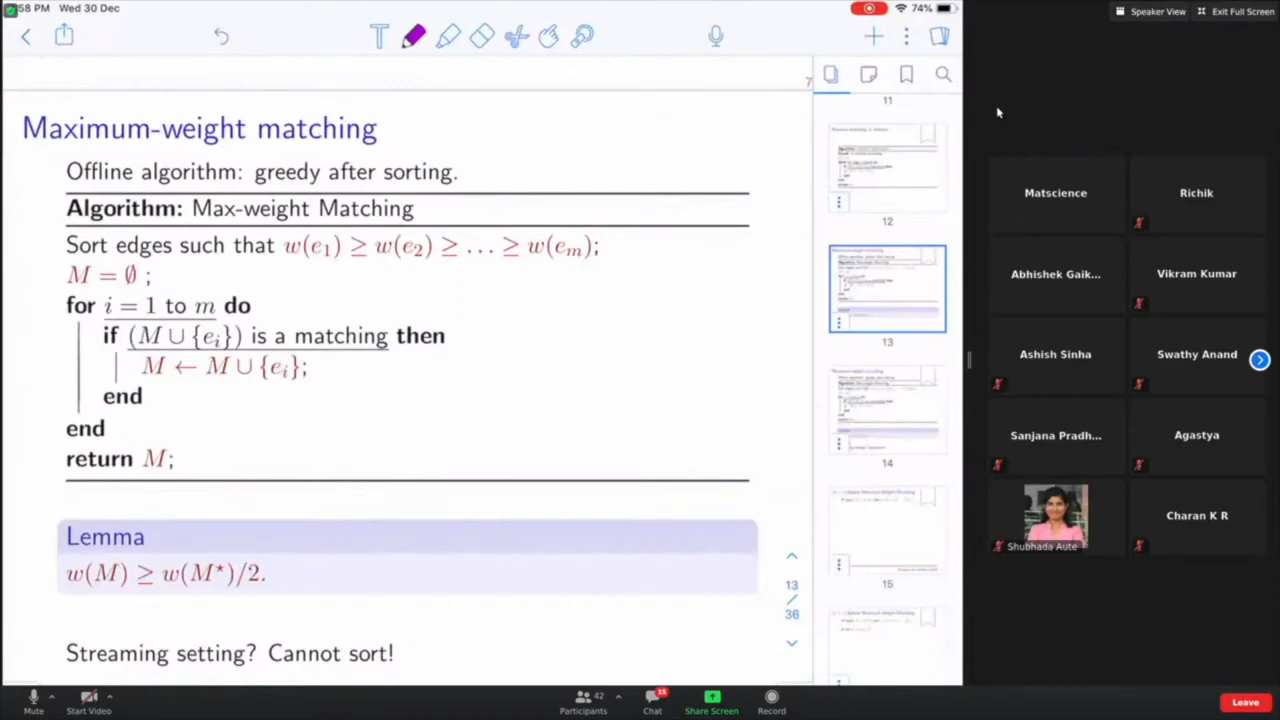 :58 PM Wed 30 Dec
74%
Speaker View
Exit Full Screen
7
Maximum-weight matching
Offline algorithm: greedy after sorting.
Algorithm: Max-weight Matching
Sort edges such that w(e₁) ≥ w(e₂) ≥ … ≥ w(eₘ);
M = ∅
for i = 1 to m do
if (M ∪ {eᵢ}) is a matching then
M ← M ∪ {eᵢ};
end
end
return M;
Lemma
w(M) ≥ w(M⋆)/2.
Streaming setting? Cannot sort!
13
36
11
12
13
14
15
Matscience
Richik
Abhishek Gaik...
Vikram Kumar
Ashish Sinha
Swathy Anand
Sanjana Pradh...
Agastya
Shubhada Aute
Charan K R
Mute
Start Video
Participants
42
Chat
15
Share Screen
Record
Leave